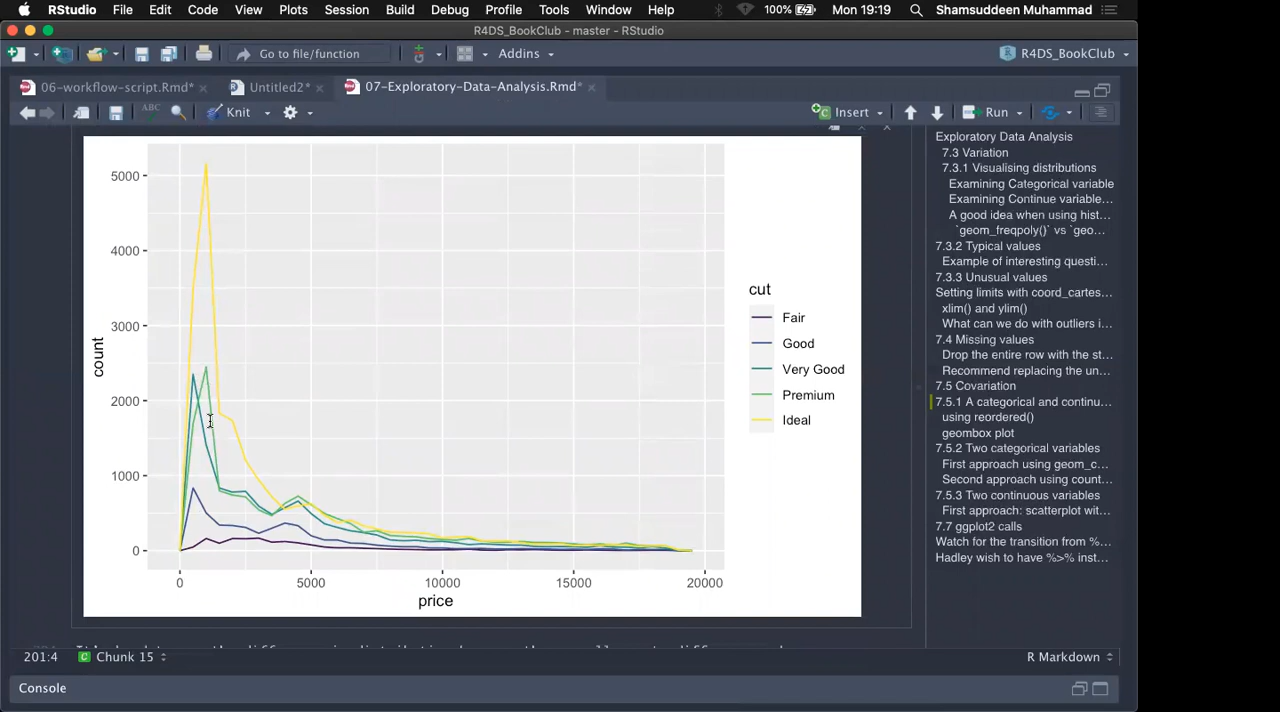 RStudio File Edit Code View Plots Session Build Debug Profile Tools Window Help 100% Mon 19:19 Shamsuddeen Muhammad
R4DS_BookClub - master - RStudio
Go to file/function Addins R4DS_BookClub
06-workflow-script.Rmd* Untitled2* 07-Exploratory-Data-Analysis.Rmd*
ABC Knit Insert Run
5000
4000
3000
2000
1000
0
count
0 5000 10000 15000 20000
price
cut
Fair
Good
Very Good
Premium
Ideal
Exploratory Data Analysis
7.3 Variation
7.3.1 Visualising distributions
Examining Categorical variable
Examining Continue variable...
A good idea when using hist...
`geom_freqpoly()` vs `geo...
7.3.2 Typical values
Example of interesting questi...
7.3.3 Unusual values
Setting limits with coord_cartes...
xlim() and ylim()
What can we do with outliers i...
7.4 Missing values
Drop the entire row with the st...
Recommend replacing the un...
7.5 Covariation
7.5.1 A categorical and continu...
using reordered()
geombox plot
7.5.2 Two categorical variables
First approach using geom_c...
Second approach using count...
7.5.3 Two continuous variables
First approach: scatterplot wit...
7.7 ggplot2 calls
Watch for the transition from %...
Hadley wish to have %>% inst...
201:4 Chunk 15 R Markdown
Console